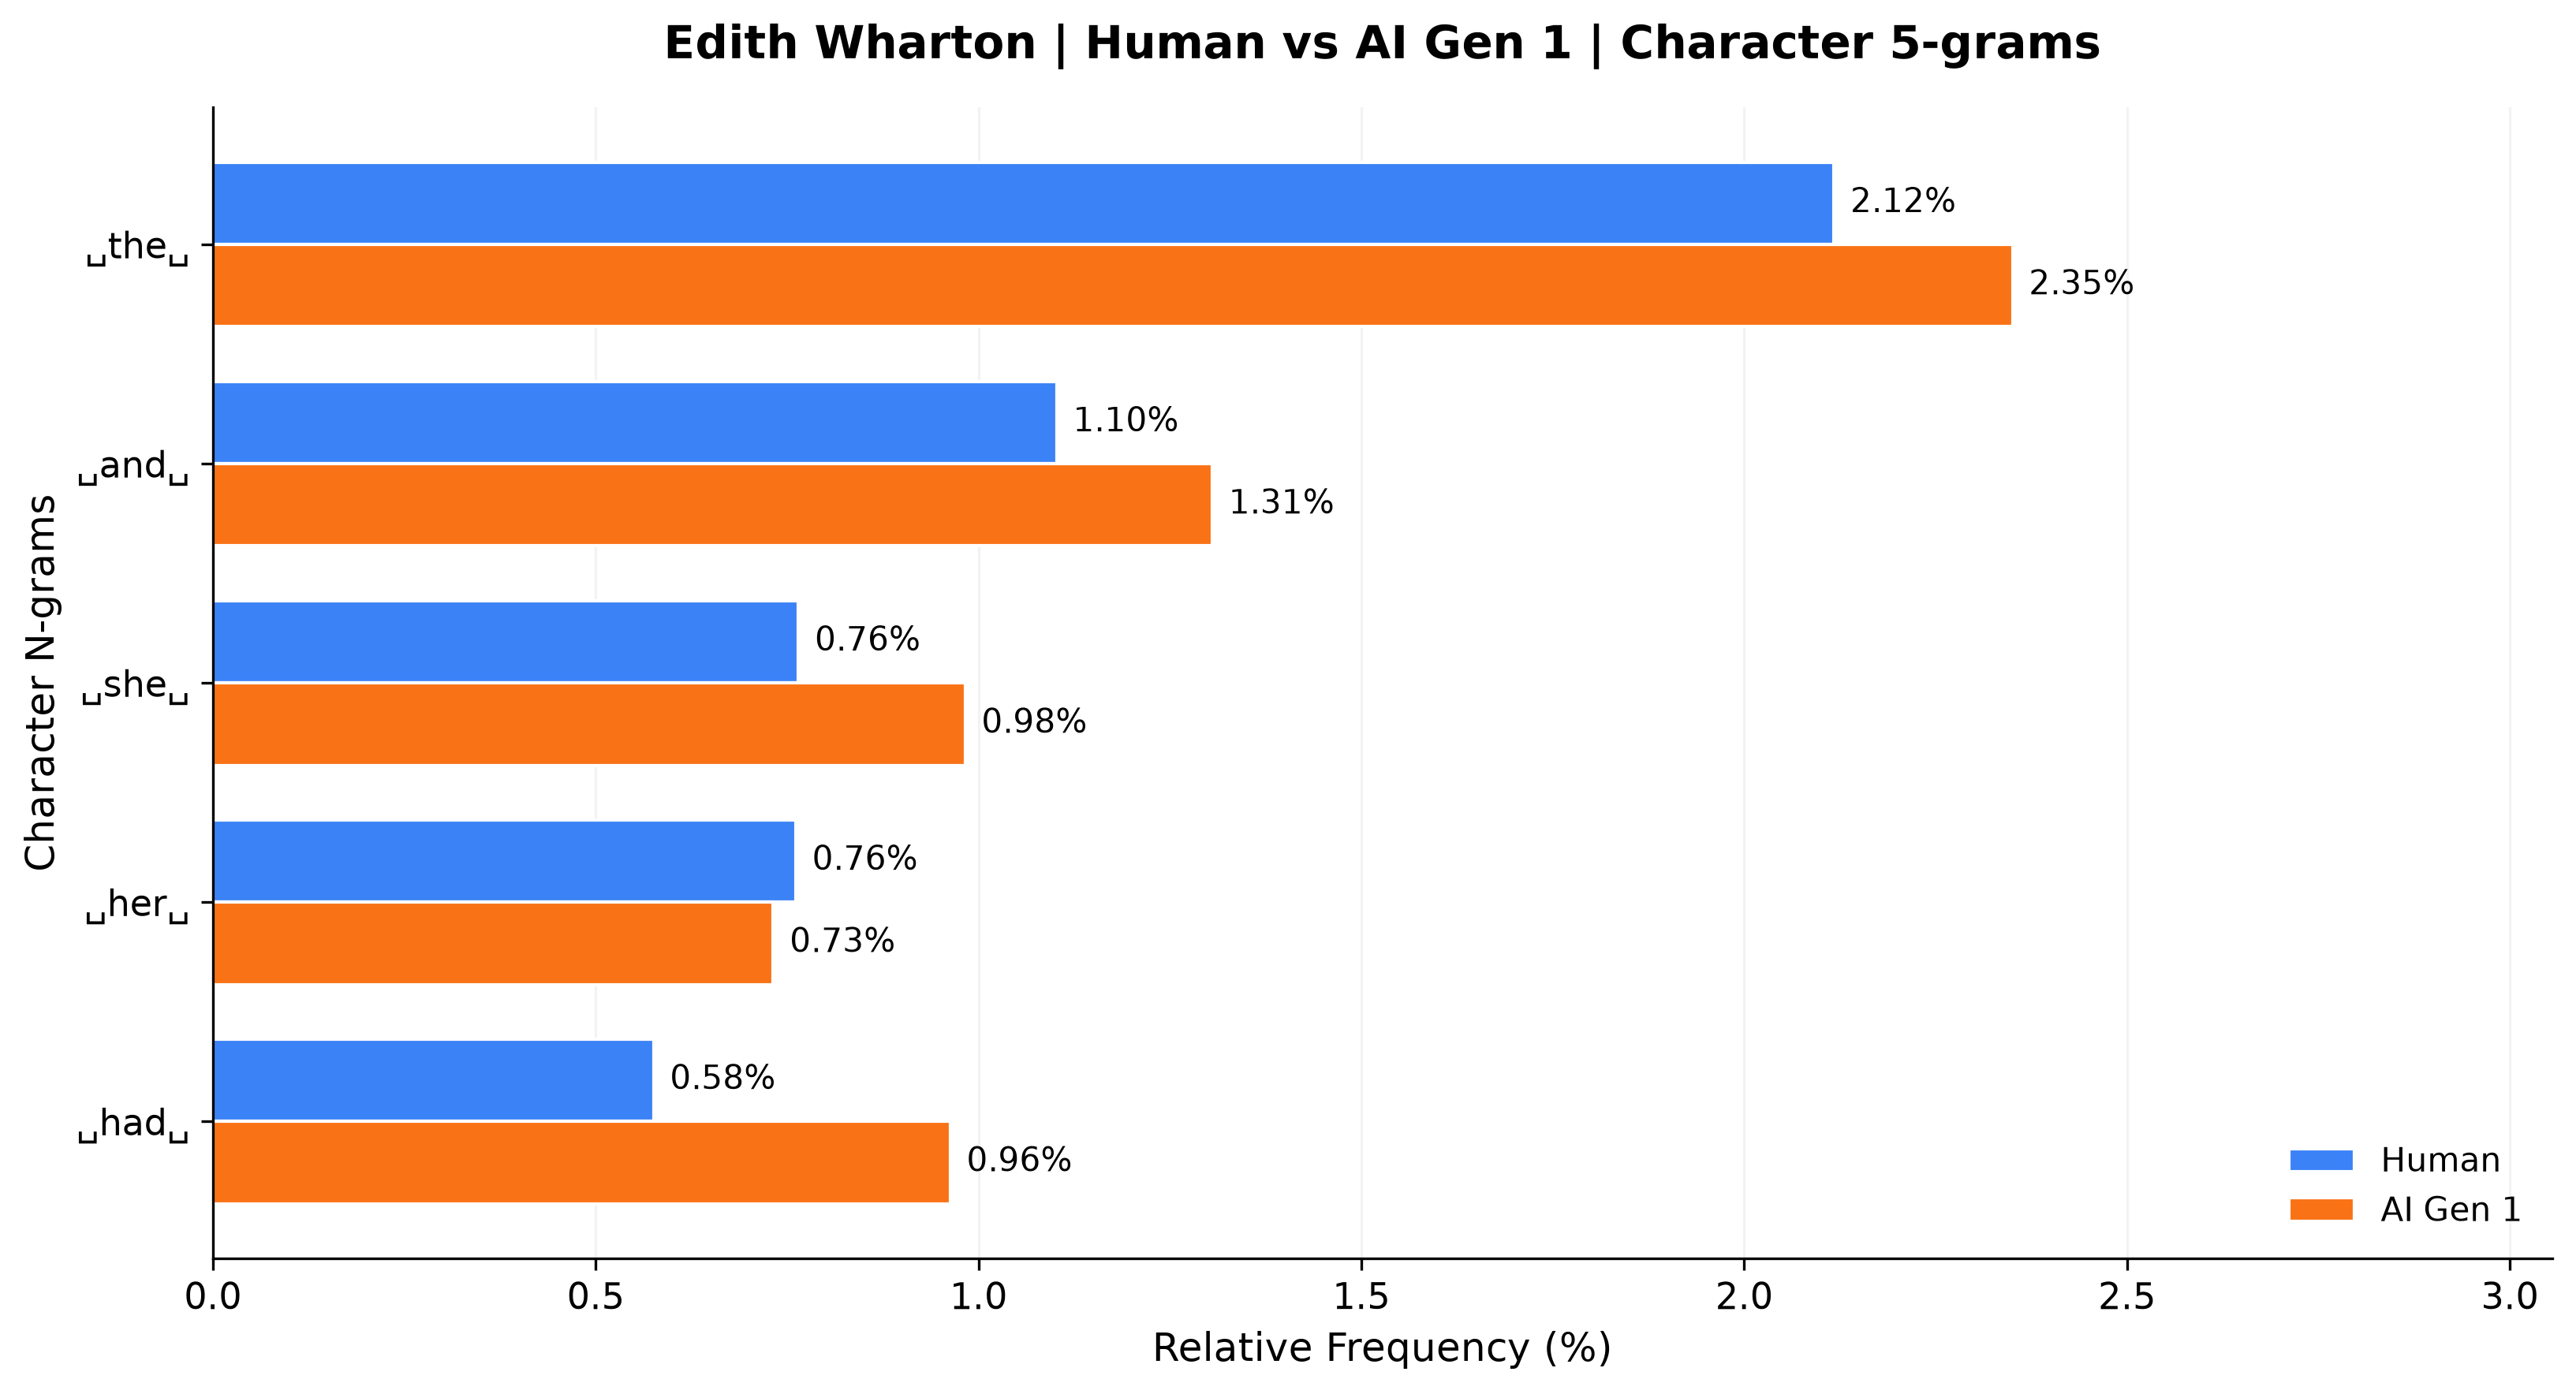 Edith Wharton | Human vs AI Gen 1 | Character 5-grams
Character N-grams
␣the␣
2.12%
2.35%
␣and␣
1.10%
1.31%
␣she␣
0.76%
0.98%
␣her␣
0.76%
0.73%
␣had␣
0.58%
0.96%
Human
AI Gen 1
0.0 0.5 1.0 1.5 2.0 2.5 3.0
Relative Frequency (%)